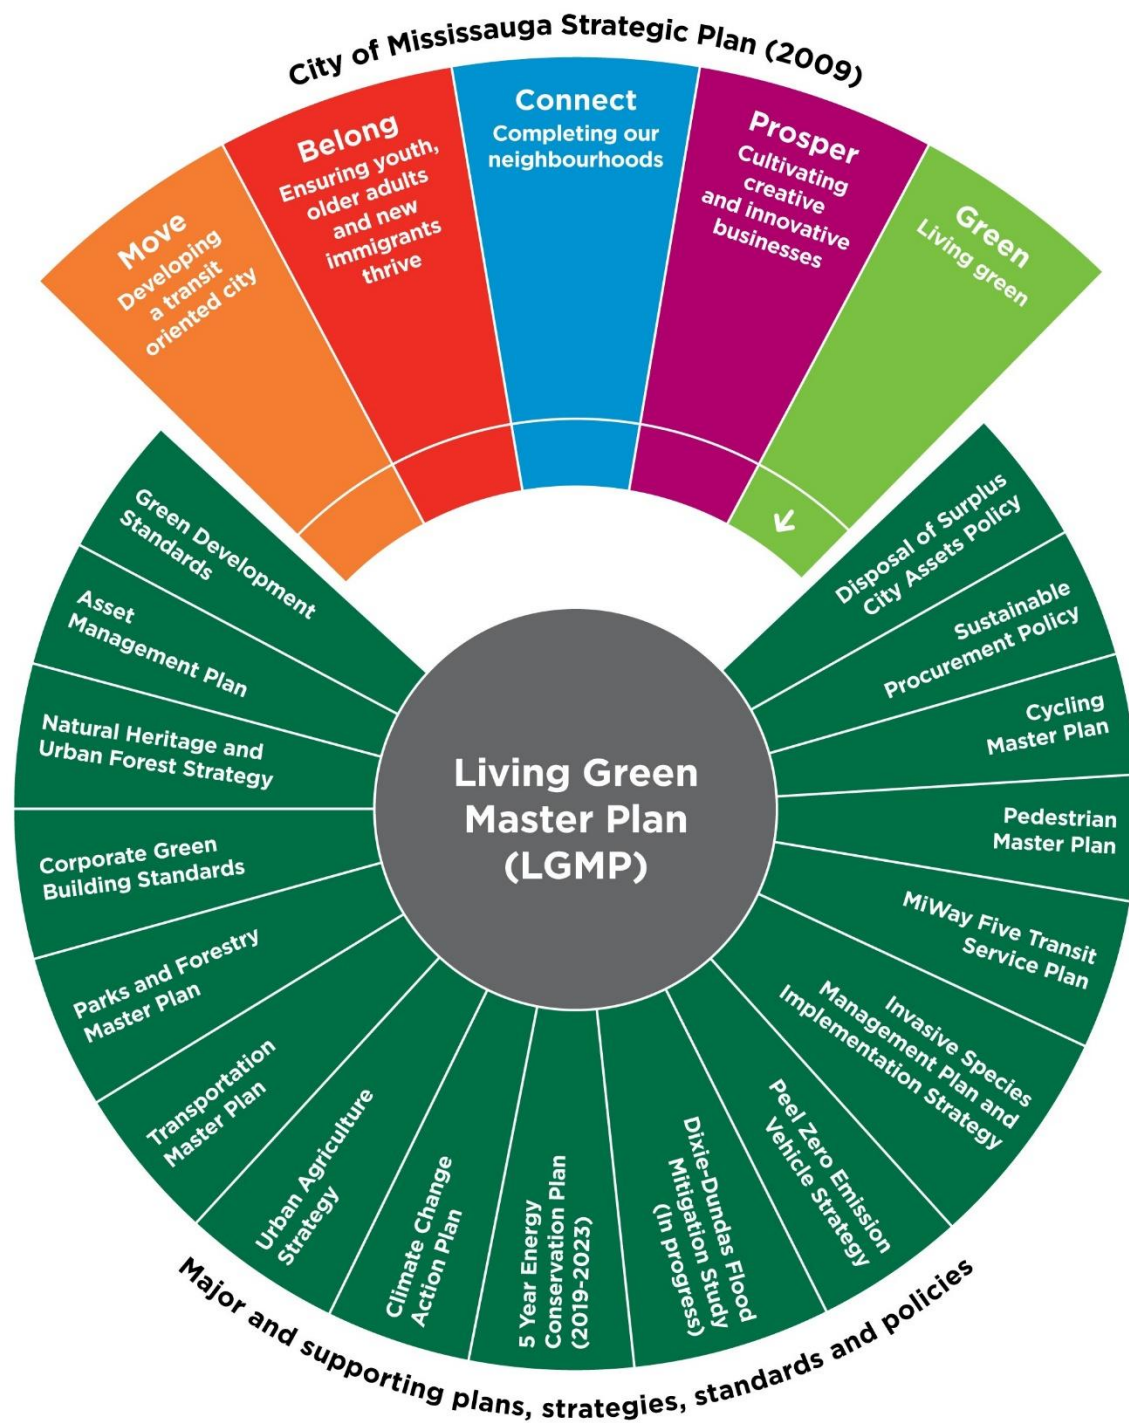 City of Mississauga Strategic Plan (2009)
Move
Developing
a transit
oriented city
Belong
Ensuring youth,
older adults
and new
immigrants
thrive
Connect
Completing our
neighbourhoods
Prosper
Cultivating
creative
and innovative
businesses
Green
Living green
Living Green
Master Plan
(LGMP)
Green Development
Standards
Asset
Management Plan
Natural Heritage and
Urban Forest Strategy
Corporate Green
Building Standards
Parks and Forestry
Master Plan
Transportation
Master Plan
Urban Agriculture
Strategy
Climate Change
Action Plan
5 Year Energy
Conservation Plan
(2019-2023)
Dixie-Dundas Flood
Mitigation Study
(In progress)
Peel Zero Emission
Vehicle Strategy
Invasive Species
Management Plan and
Implementation Strategy
MiWay Five Transit
Service Plan
Pedestrian
Master Plan
Cycling
Master Plan
Sustainable
Procurement Policy
Disposal of Surplus
City Assets Policy
Major and supporting plans, strategies, standards and policies